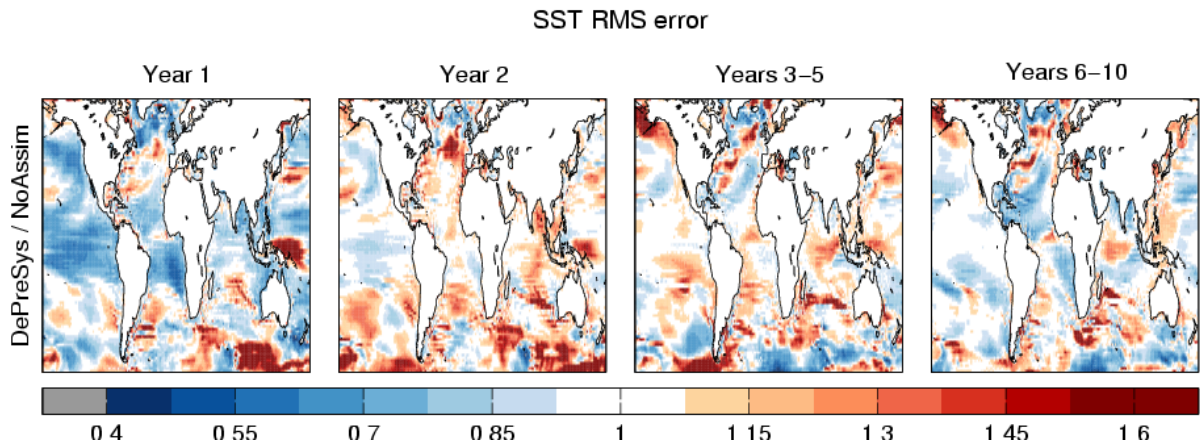 SST RMS error
Year 1 Year 2 Years 3−5 Years 6−10
DePreSys / NoAssim
0.4 0.55 0.7 0.85 1 1.15 1.3 1.45 1.6